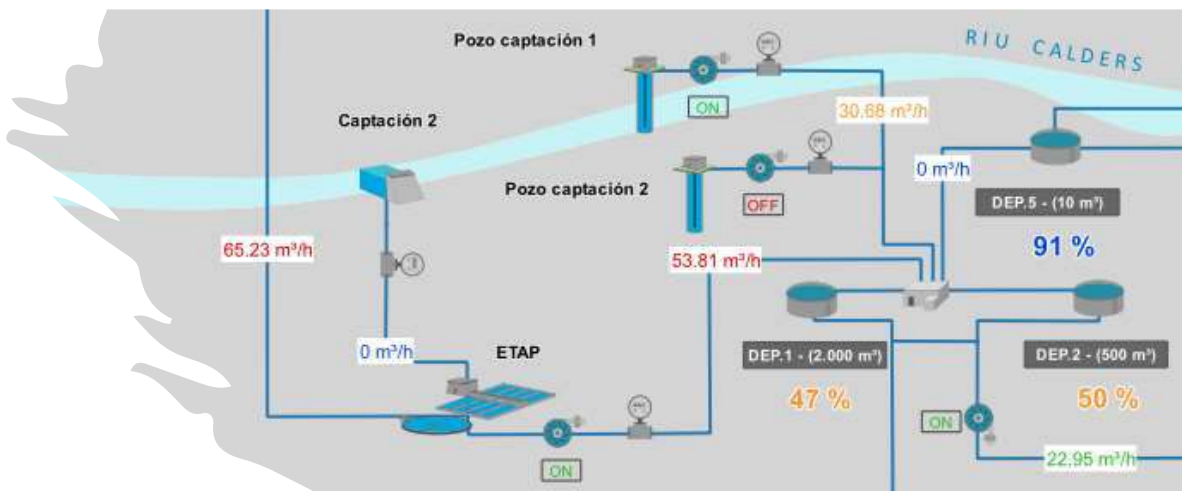 Pozo captación 1
RIU CALDERS
ON
30.68 m³/h
Captación 2
Pozo captación 2
0 m³/h
OFF
DEP.5 - (10 m³)
65.23 m³/h
53.81 m³/h
91 %
0 m³/h
ETAP
DEP.1 - (2.000 m³)
DEP.2 - (500 m³)
47 %
50 %
ON
22.95 m³/h
ON